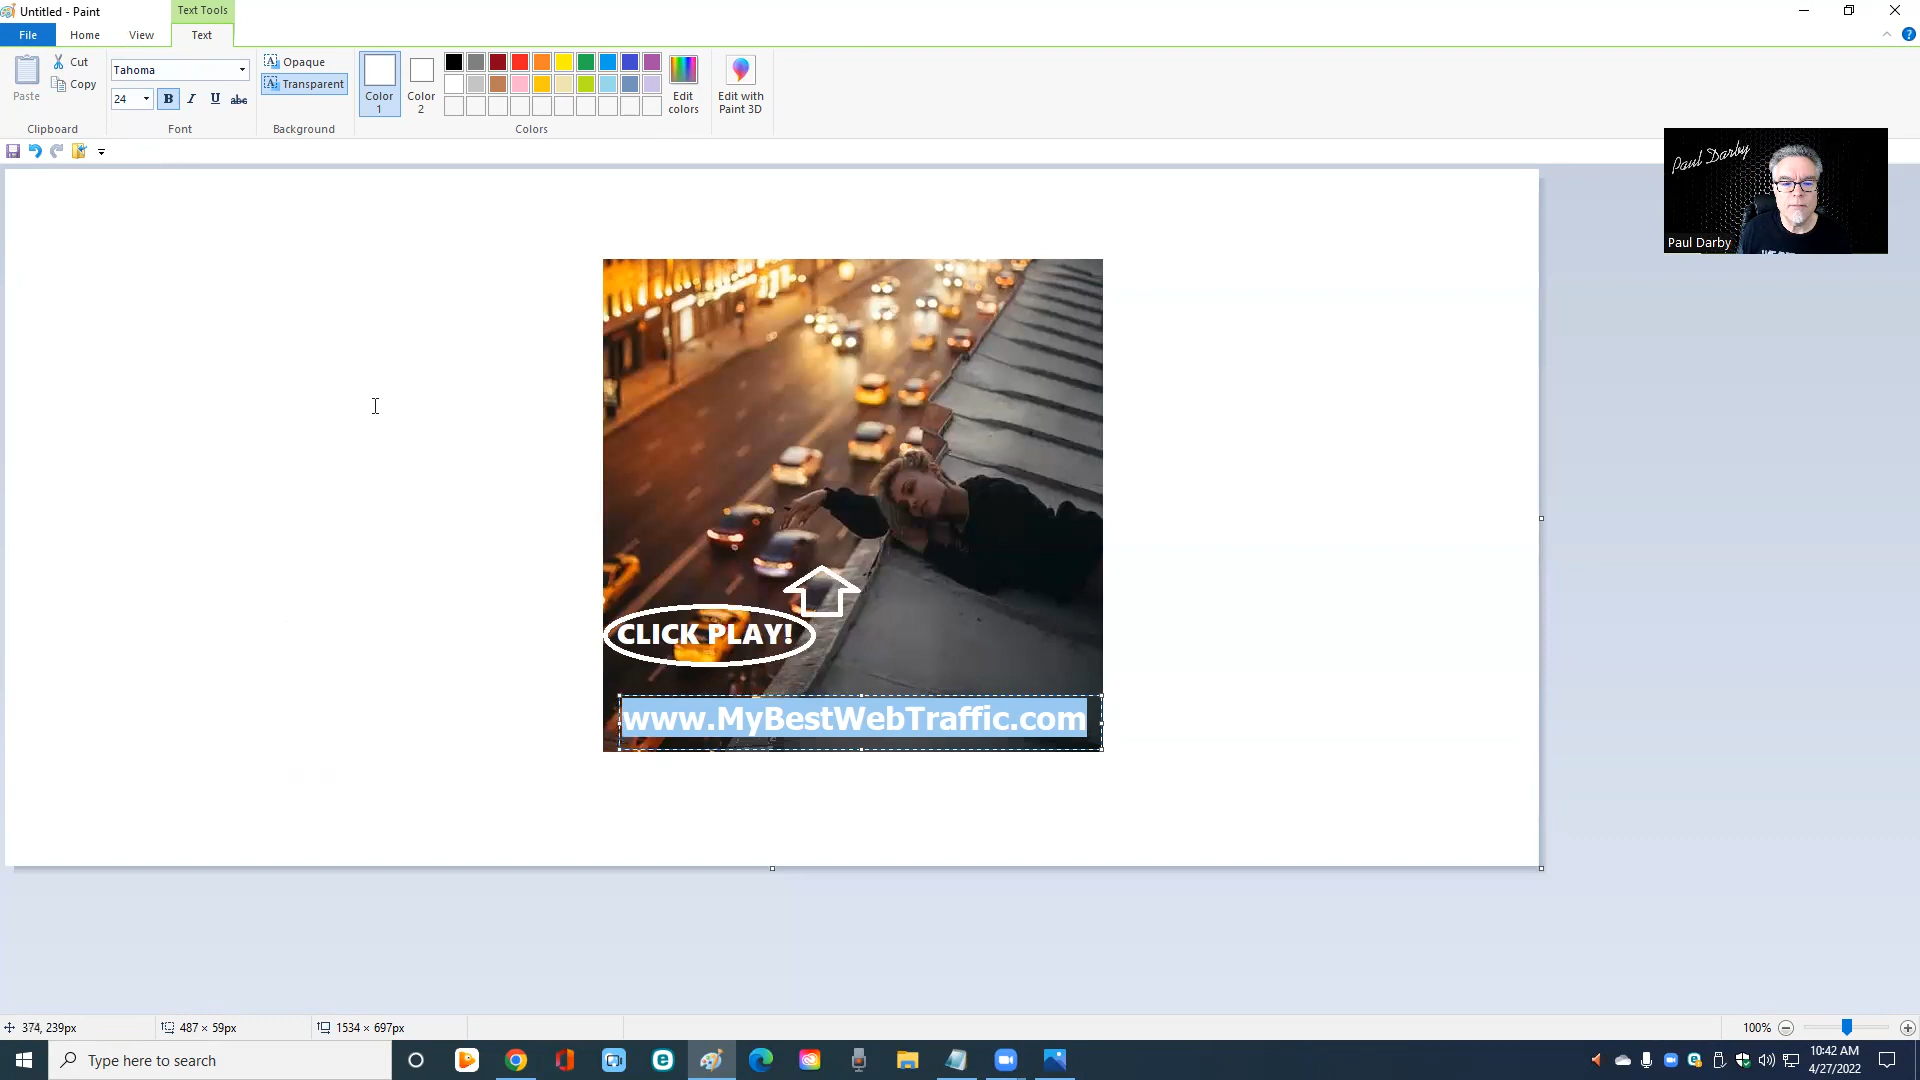 Untitled - Paint
Text Tools
File
Home
View
Text
Paste
Cut
Copy
Clipboard
Tahoma
24
B
I
U
abc
Font
A Opaque
A Transparent
Background
Color 1
Color 2
Edit colors
Edit with Paint 3D
Colors
Paul Darby
Paul Darby
CLICK PLAY!
www.MyBestWebTraffic.com
374, 239px
487 × 59px
1534 × 697px
100%
Type here to search
10:42 AM
4/27/2022